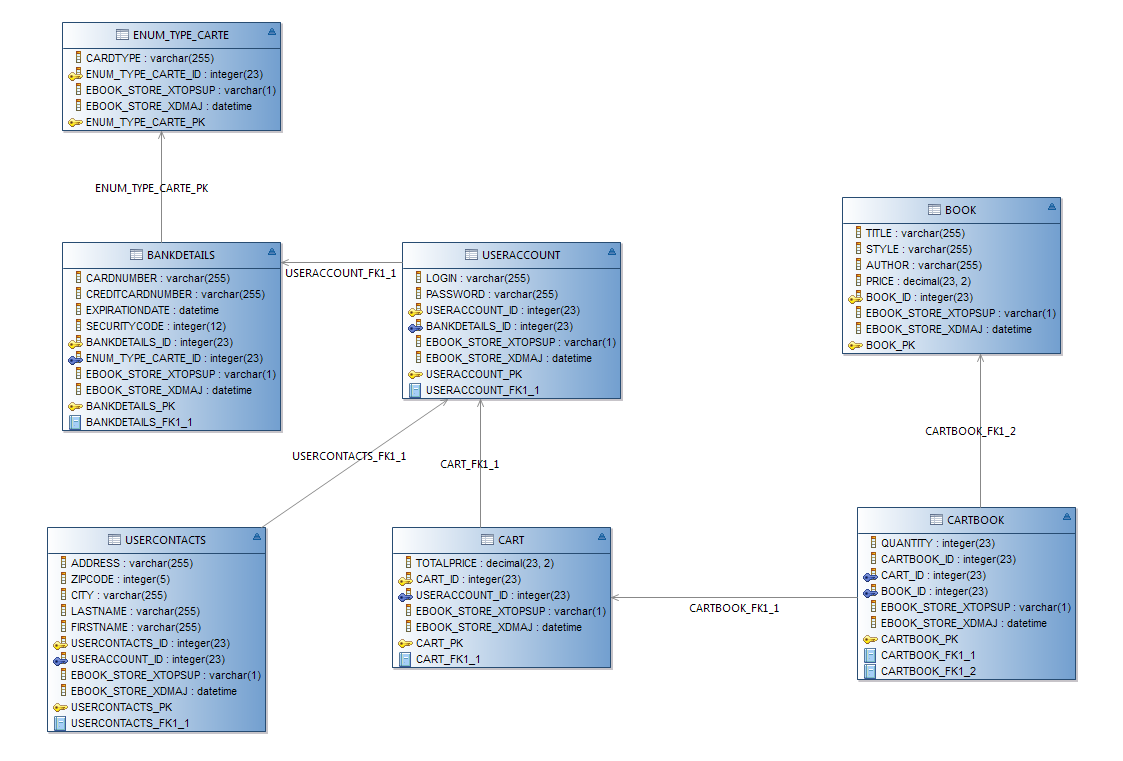 ENUM_TYPE_CARTE
CARDTYPE : varchar(255)
ENUM_TYPE_CARTE_ID : integer(23)
EBOOK_STORE_XTOPSUP : varchar(1)
EBOOK_STORE_XDMAJ : datetime
ENUM_TYPE_CARTE_PK
ENUM_TYPE_CARTE_PK
BANKDETAILS
CARDNUMBER : varchar(255)
CREDITCARDNUMBER : varchar(255)
EXPIRATIONDATE : datetime
SECURITYCODE : integer(12)
BANKDETAILS_ID : integer(23)
ENUM_TYPE_CARTE_ID : integer(23)
EBOOK_STORE_XTOPSUP : varchar(1)
EBOOK_STORE_XDMAJ : datetime
BANKDETAILS_PK
BANKDETAILS_FK1_1
USERACCOUNT_FK1_1
USERACCOUNT
LOGIN : varchar(255)
PASSWORD : varchar(255)
USERACCOUNT_ID : integer(23)
BANKDETAILS_ID : integer(23)
EBOOK_STORE_XTOPSUP : varchar(1)
EBOOK_STORE_XDMAJ : datetime
USERACCOUNT_PK
USERACCOUNT_FK1_1
BOOK
TITLE : varchar(255)
STYLE : varchar(255)
AUTHOR : varchar(255)
PRICE : decimal(23, 2)
BOOK_ID : integer(23)
EBOOK_STORE_XTOPSUP : varchar(1)
EBOOK_STORE_XDMAJ : datetime
BOOK_PK
USERCONTACTS_FK1_1
CART_FK1_1
CARTBOOK_FK1_2
USERCONTACTS
ADDRESS : varchar(255)
ZIPCODE : integer(5)
CITY : varchar(255)
LASTNAME : varchar(255)
FIRSTNAME : varchar(255)
USERCONTACTS_ID : integer(23)
USERACCOUNT_ID : integer(23)
EBOOK_STORE_XTOPSUP : varchar(1)
EBOOK_STORE_XDMAJ : datetime
USERCONTACTS_PK
USERCONTACTS_FK1_1
CART
TOTALPRICE : decimal(23, 2)
CART_ID : integer(23)
USERACCOUNT_ID : integer(23)
EBOOK_STORE_XTOPSUP : varchar(1)
EBOOK_STORE_XDMAJ : datetime
CART_PK
CART_FK1_1
CARTBOOK_FK1_1
CARTBOOK
QUANTITY : integer(23)
CARTBOOK_ID : integer(23)
CART_ID : integer(23)
BOOK_ID : integer(23)
EBOOK_STORE_XTOPSUP : varchar(1)
EBOOK_STORE_XDMAJ : datetime
CARTBOOK_PK
CARTBOOK_FK1_1
CARTBOOK_FK1_2